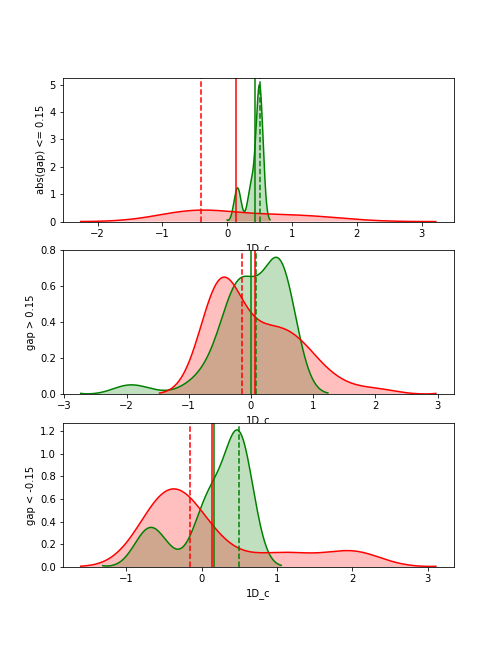 abs(gap) <= 0.15
5
4
3
2
1
0
−2 −1 0 1 2 3
1D_c
gap > 0.15
0.8
0.6
0.4
0.2
0.0
−3 −2 −1 0 1 2 3
1D_c
gap < -0.15
1.2
1.0
0.8
0.6
0.4
0.2
0.0
−1 0 1 2 3
1D_c